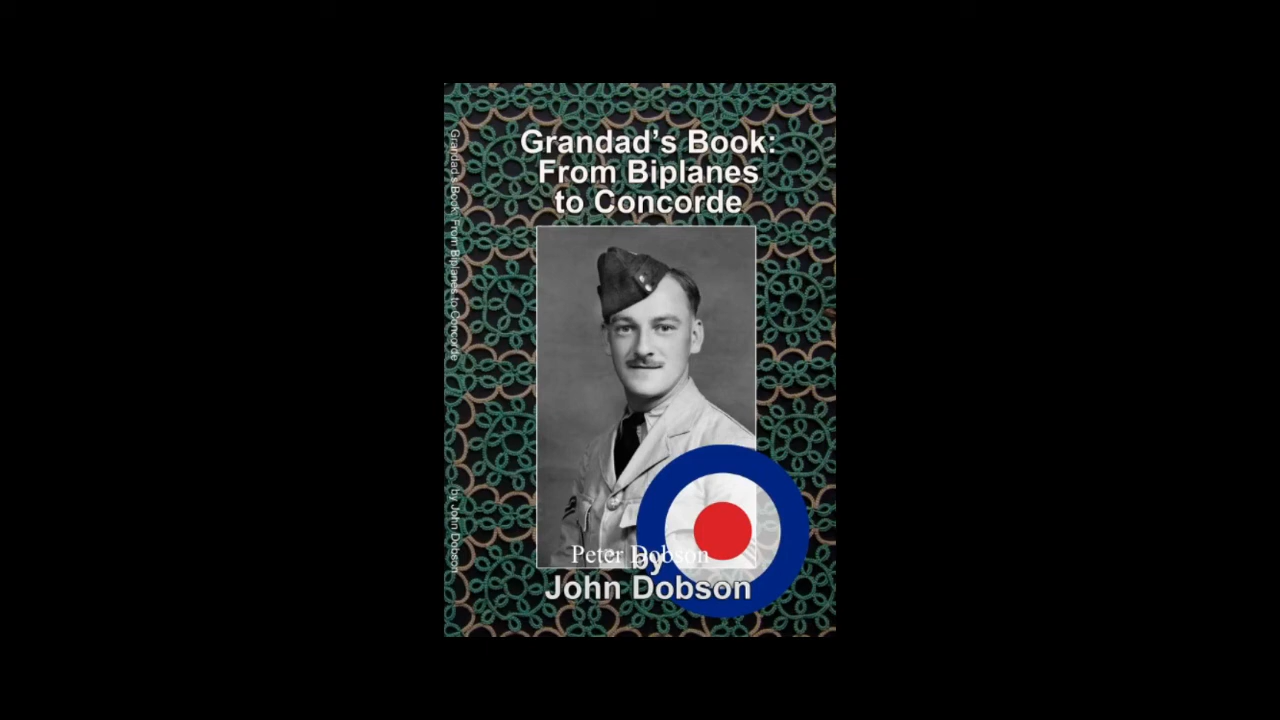 Grandad's Book:
From Biplanes
to Concorde
Grandad's Book: From Biplanes to Concorde
by John Dobson
Peter Dobson
by
John Dobson